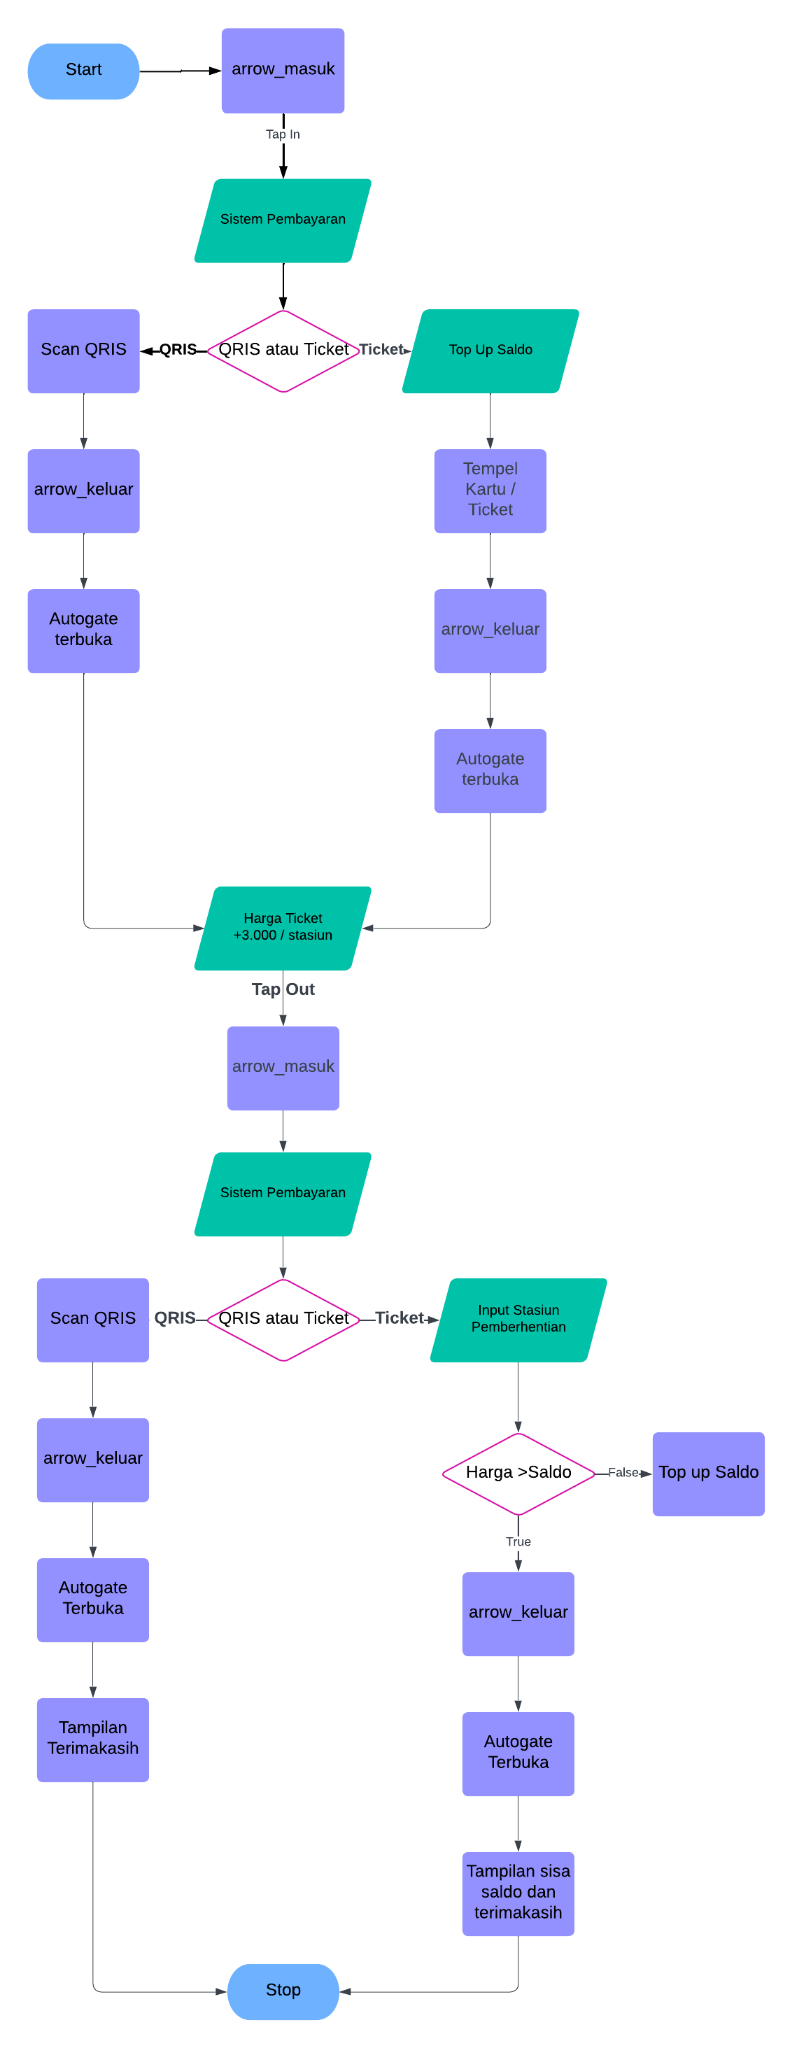 Start
arrow_masuk
Tap In
Sistem Pembayaran
QRIS atau Ticket
QRIS
Scan QRIS
Ticket
Top Up Saldo
arrow_keluar
Tempel
Kartu /
Ticket
Autogate
terbuka
arrow_keluar
Autogate
terbuka
Harga Ticket
+3.000 / stasiun
Tap Out
arrow_masuk
Sistem Pembayaran
QRIS atau Ticket
QRIS
Scan QRIS
Ticket
Input Stasiun
Pemberhentian
arrow_keluar
Harga >Saldo
False
Top up Saldo
True
Autogate
Terbuka
arrow_keluar
Tampilan
Terimakasih
Autogate
Terbuka
Tampilan sisa
saldo dan
terimakasih
Stop